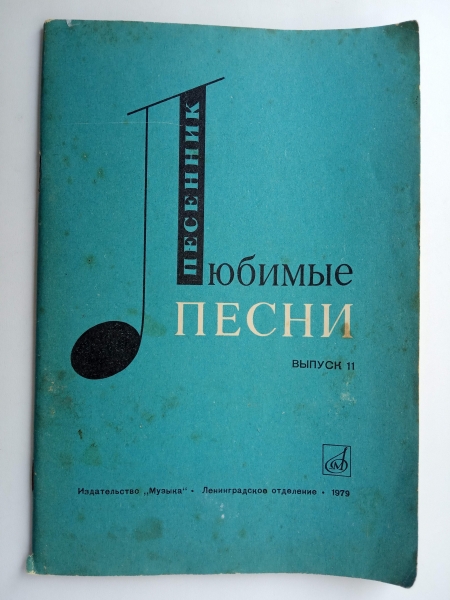 ПЕСЕННИК
Любимые
ПЕСНИ
ВЫПУСК 11
Издательство „Музыка“ • Ленинградское отделение • 1979